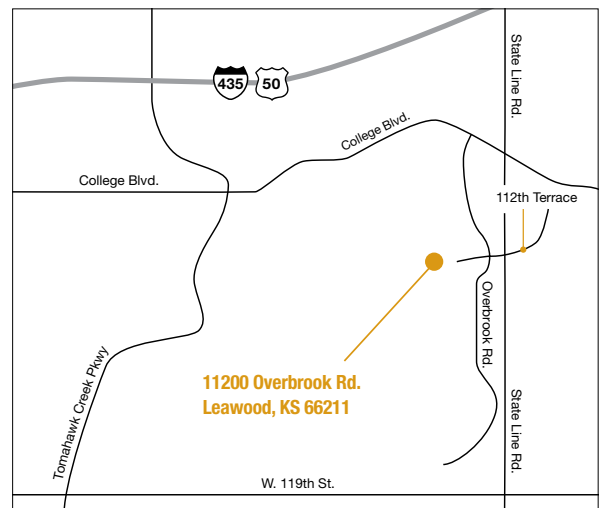 State Line Rd.
435
50
College Blvd.
College Blvd.
112th Terrace
Overbrook Rd.
11200 Overbrook Rd.
Leawood, KS 66211
Tomahawk Creek Pkwy
State Line Rd.
W. 119th St.